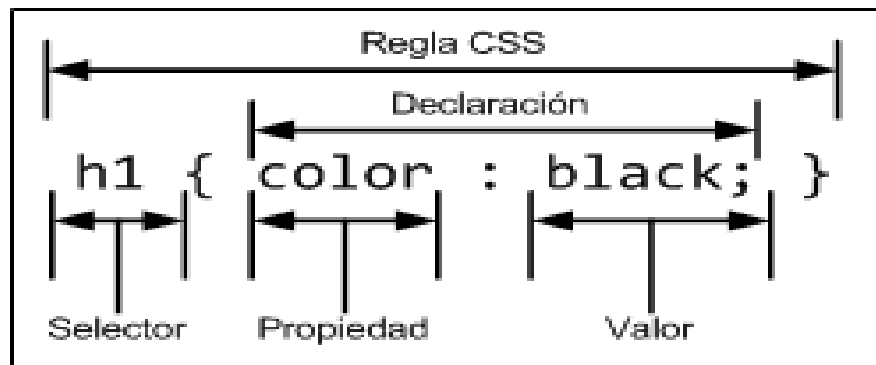 Regla CSS
Declaración
h1 { color : black; }
Selector Propiedad Valor